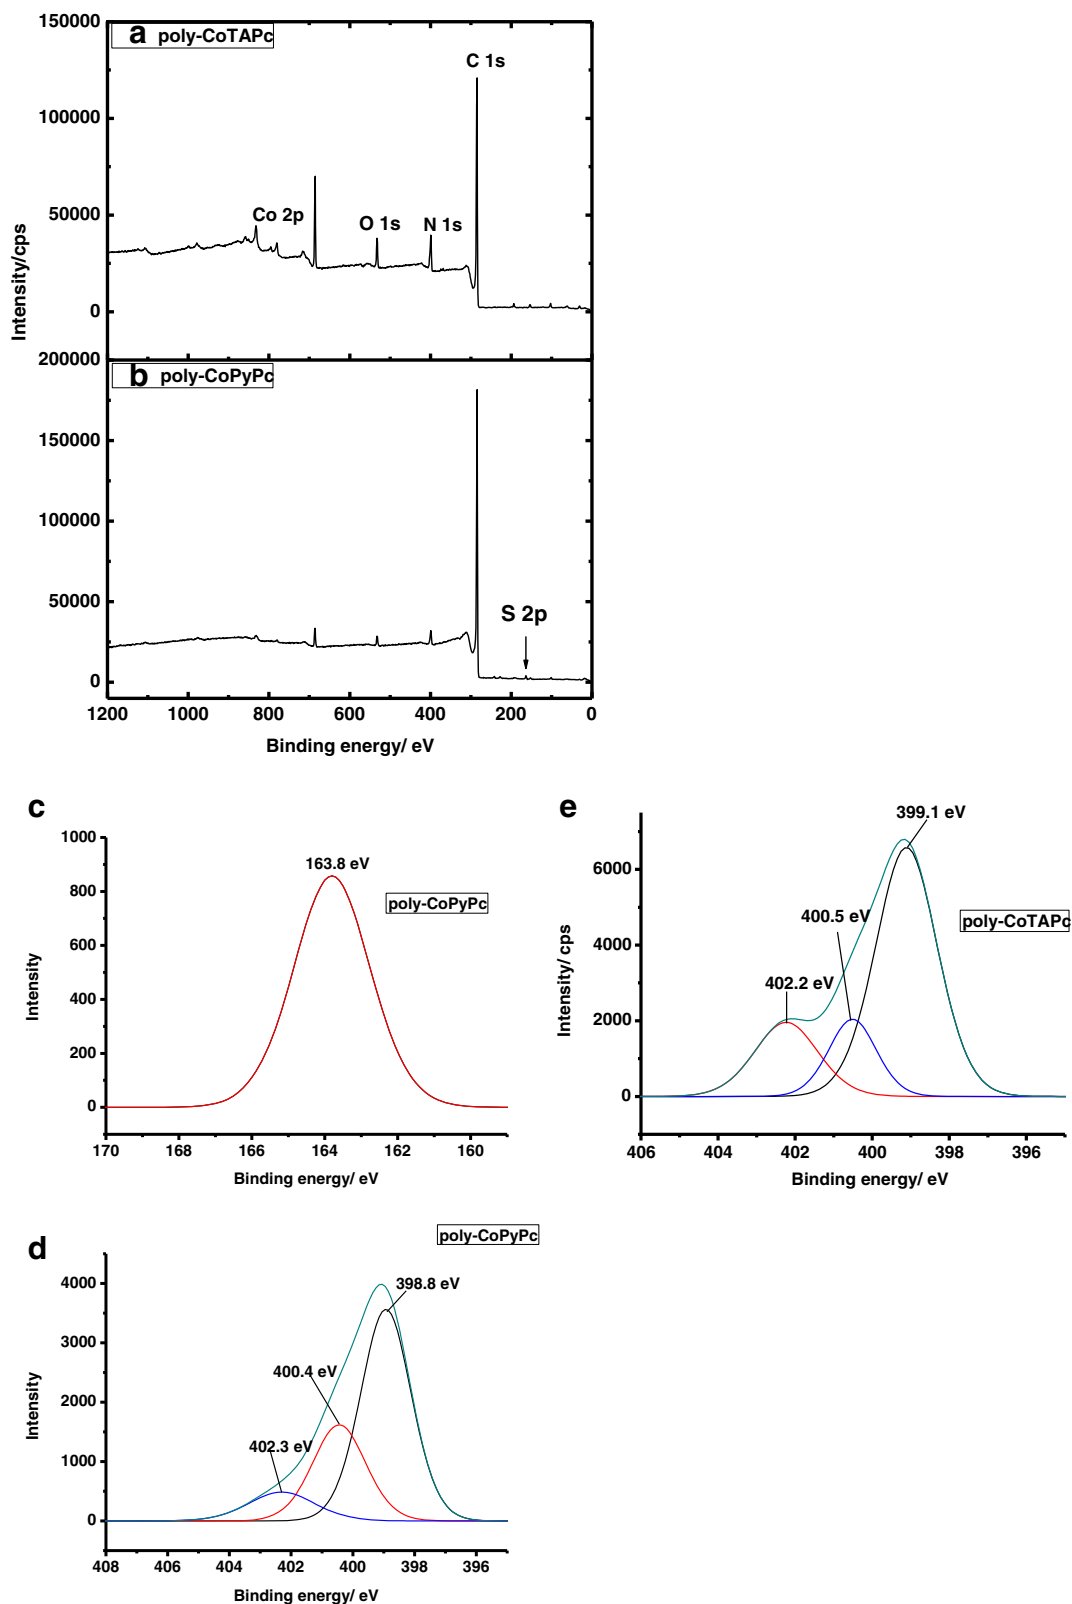 a poly-CoTAPc
150000
100000
50000
0
Intensity/cps
C 1s
Co 2p
O 1s
N 1s
b poly-CoPyPc
200000
150000
100000
50000
0
S 2p
1200 1000 800 600 400 200 0
Binding energy/ eV
c
1000
800
600
400
200
0
Intensity
163.8 eV
poly-CoPyPc
170 168 166 164 162 160
Binding energy/ eV
e
6000
4000
2000
0
Intensity/ cps
399.1 eV
400.5 eV
402.2 eV
poly-CoTAPc
406 404 402 400 398 396
Binding energy/ eV
d
poly-CoPyPc
4000
3000
2000
1000
0
Intensity
398.8 eV
400.4 eV
402.3 eV
408 406 404 402 400 398 396
Binding energy/ eV